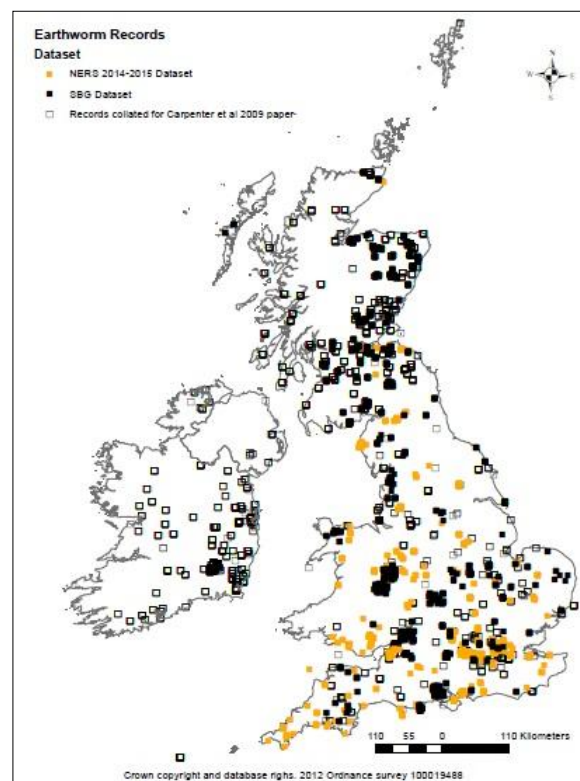 Earthworm Records
Dataset
NERS 2014-2015 Dataset
SBG Dataset
Records collated for Carpenter et al 2009 paper
N
W E
S
110 55 0 110 Kilometers
Crown copyright and database righs. 2012 Ordnance survey 100019488